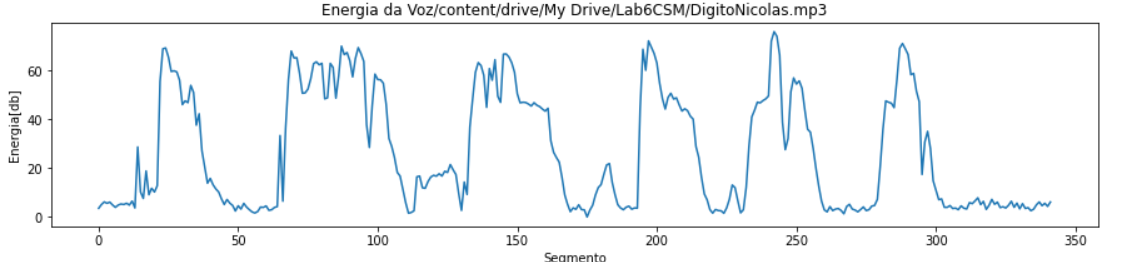 Energia da Voz/content/drive/My Drive/Lab6CSM/DigitoNicolas.mp3
Energia[db]
60
40
20
0
0 50 100 150 200 250 300 350
Segmento